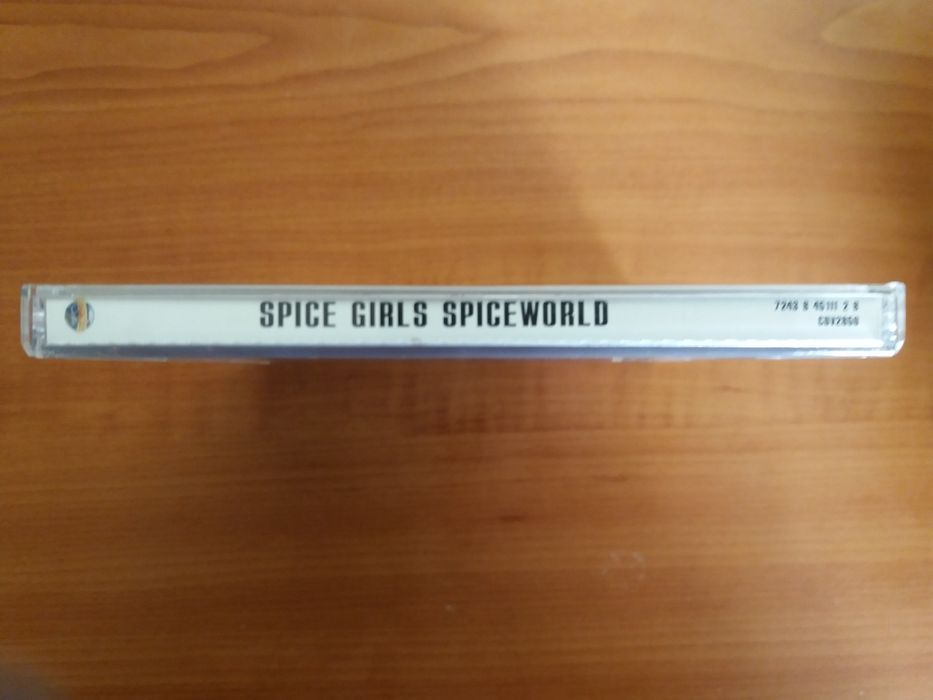 SPICE GIRLS SPICEWORLD
7243 8 45111 2 8
CDV2850